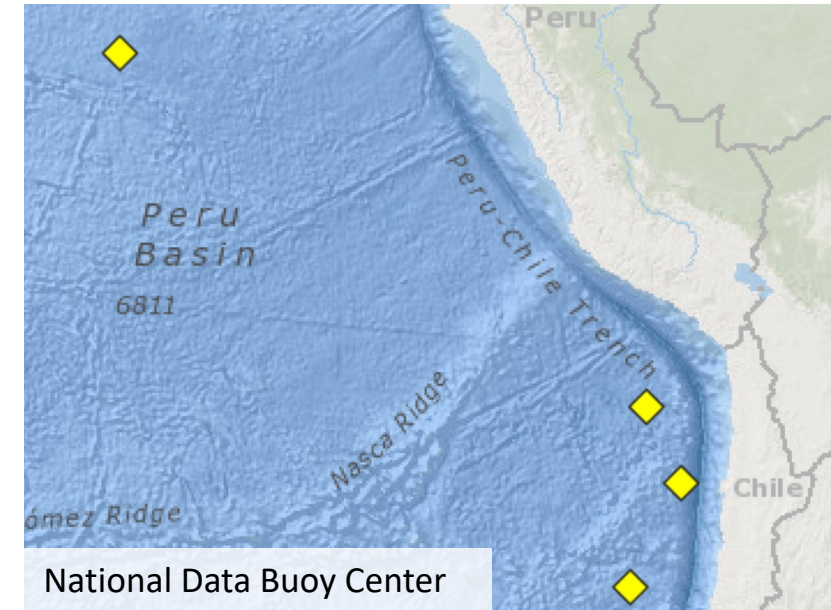 Peru
Peru
Basin
6811
Peru-Chile Trench
Nasca Ridge
Chile
ómez Ridge
National Data Buoy Center